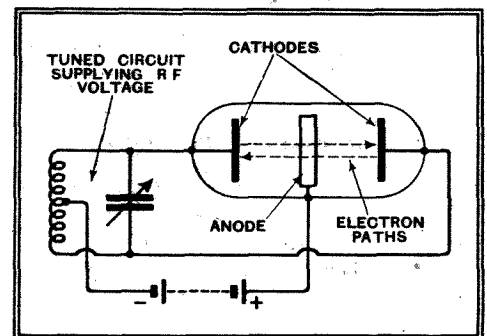 CATHODES
TUNED CIRCUIT
SUPPLYING R F
VOLTAGE
ANODE
ELECTRON
PATHS
- +